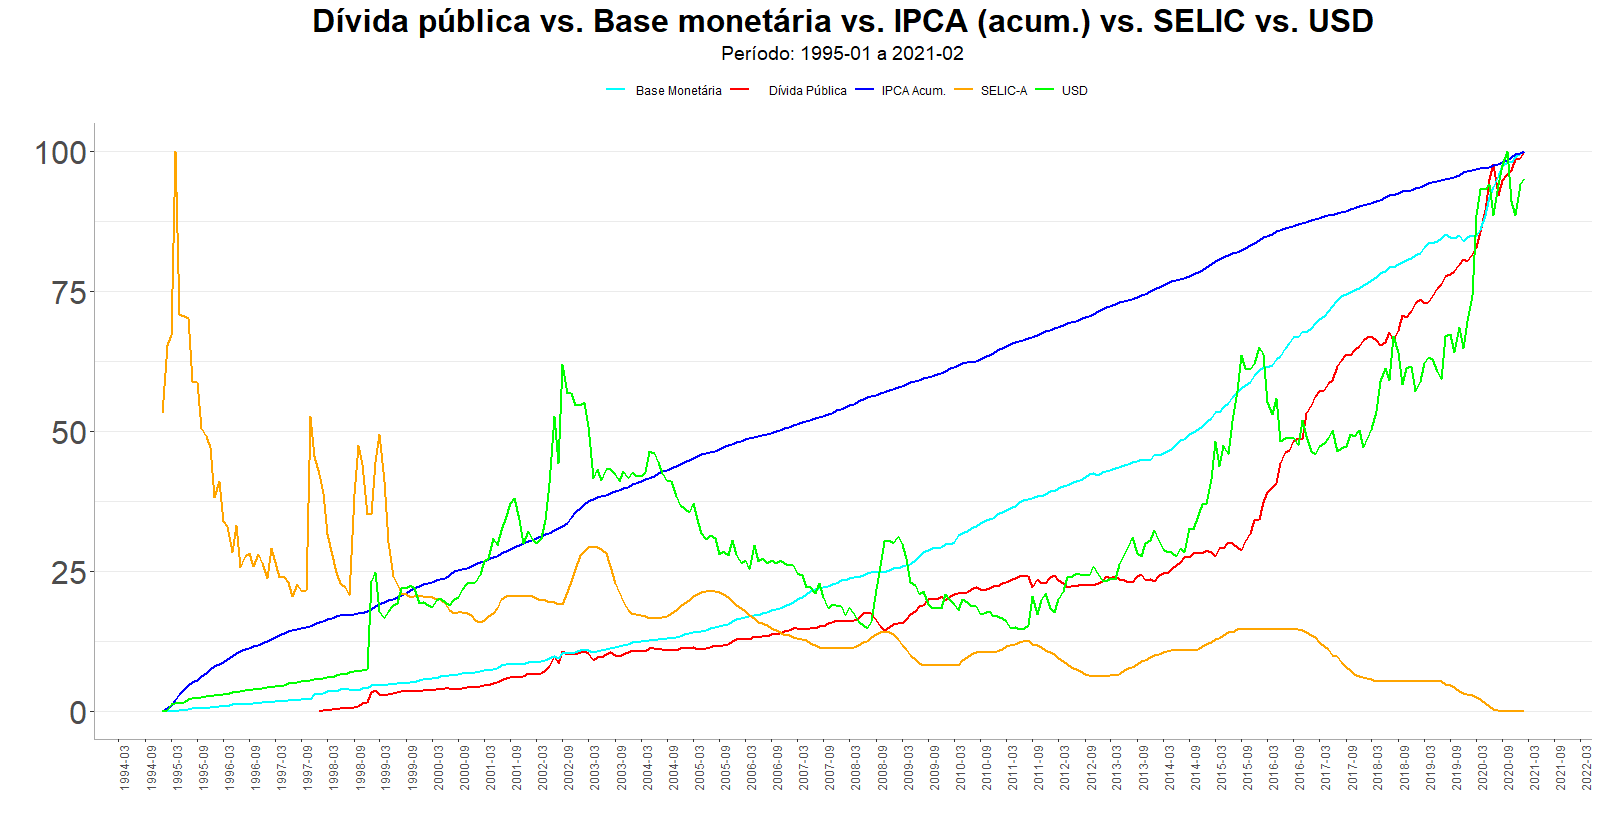 Dívida pública vs. Base monetária vs. IPCA (acum.) vs. SELIC vs. USD
Período: 1995-01 a 2021-02
Base Monetária Dívida Pública IPCA Acum. SELIC-A USD
100
75
50
25
0
1994-03 1994-09 1995-03 1995-09 1996-03 1996-09 1997-03 1997-09 1998-03 1998-09 1999-03 1999-09 2000-03 2000-09 2001-03 2001-09 2002-03 2002-09 2003-03 2003-09 2004-03 2004-09 2005-03 2005-09 2006-03 2006-09 2007-03 2007-09 2008-03 2008-09 2009-03 2009-09 2010-03 2010-09 2011-03 2011-09 2012-03 2012-09 2013-03 2013-09 2014-03 2014-09 2015-03 2015-09 2016-03 2016-09 2017-03 2017-09 2018-03 2018-09 2019-03 2019-09 2020-03 2020-09 2021-03 2021-09 2022-03